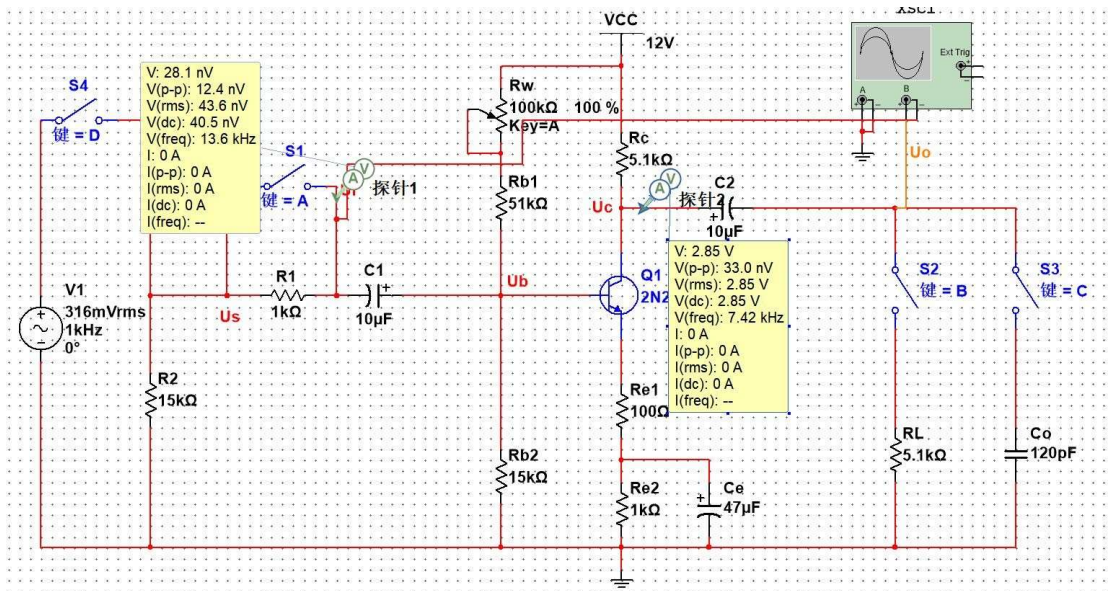 XSC1
VCC
12V
Ext Trig
A
B
S4
键 = D
V: 28.1 nV
V(p-p): 12.4 nV
V(rms): 43.6 nV
V(dc): 40.5 nV
V(freq): 13.6 kHz
I: 0 A
I(p-p): 0 A
I(rms): 0 A
I(dc): 0 A
I(freq): --
S1
键 = A
A
V
探针1
Rw
100kΩ
100 %
Key=A
Rc
5.1kΩ
Rb1
51kΩ
Uc
A
V
探针2
C2
10µF
Uo
V: 2.85 V
V(p-p): 33.0 nV
V(rms): 2.85 V
V(dc): 2.85 V
V(freq): 7.42 kHz
I: 0 A
I(p-p): 0 A
I(rms): 0 A
I(dc): 0 A
I(freq): --
V1
316mVrms
1kHz
0°
Us
R1
1kΩ
C1
10µF
Ub
Q1
S2
键 = B
S3
键 = C
R2
15kΩ
Re1
100Ω
Rb2
15kΩ
Re2
1kΩ
Ce
47µF
RL
5.1kΩ
Co
120pF